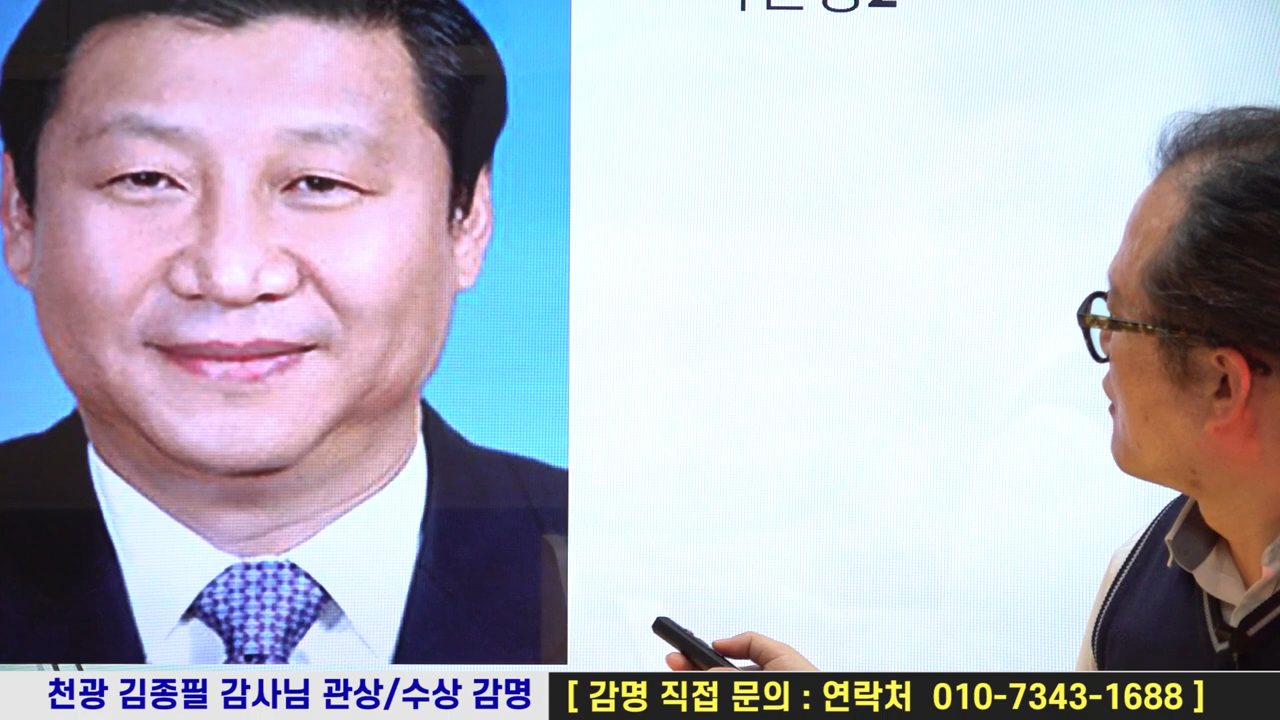 천광 김종필 감사님 관상/수상 감명
[ 감명 직접 문의 : 연락처 010-7343-1688 ]